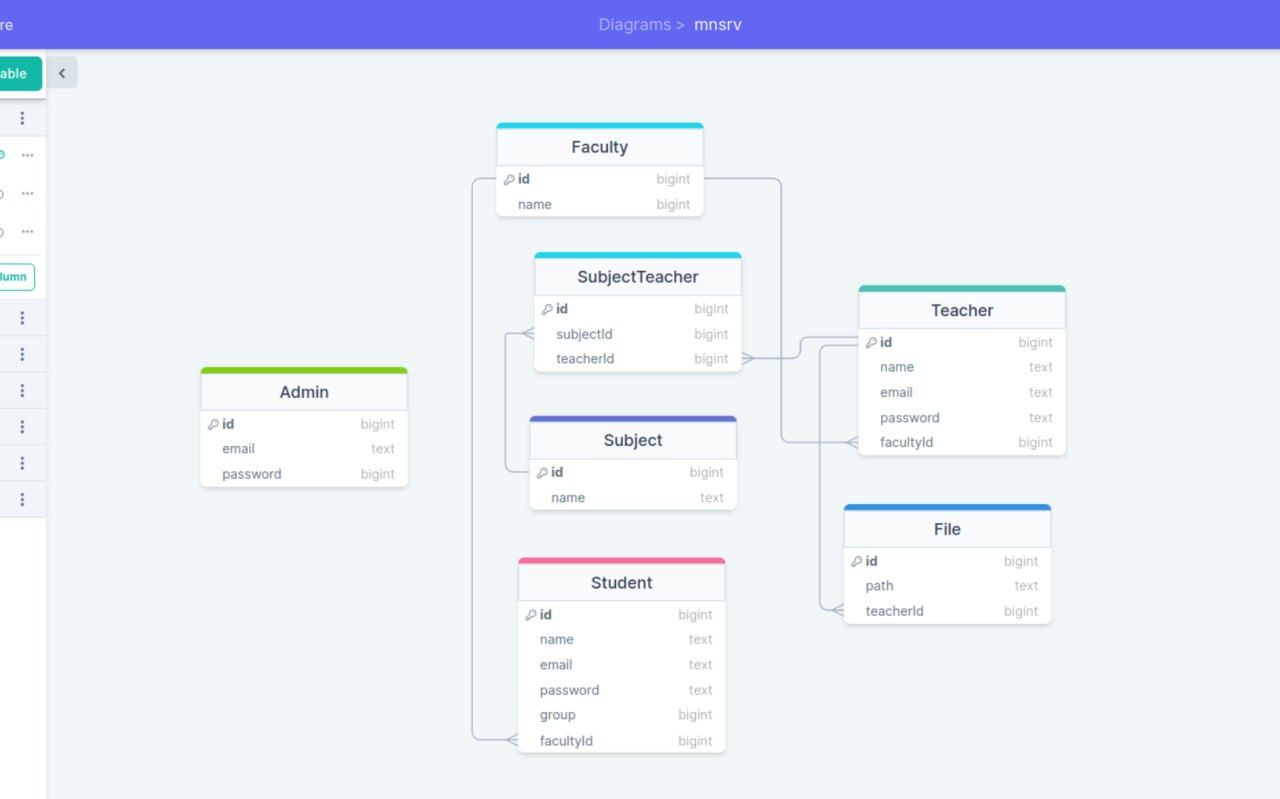 re
Diagrams > mnsrv
able
lumn
Faculty
id bigint
name bigint
SubjectTeacher
id bigint
subjectId bigint
teacherId bigint
Teacher
id bigint
name text
email text
password text
facultyId bigint
Admin
id bigint
email text
password bigint
Subject
id bigint
name text
File
id bigint
path text
teacherId bigint
Student
id bigint
name text
email text
password text
group bigint
facultyId bigint